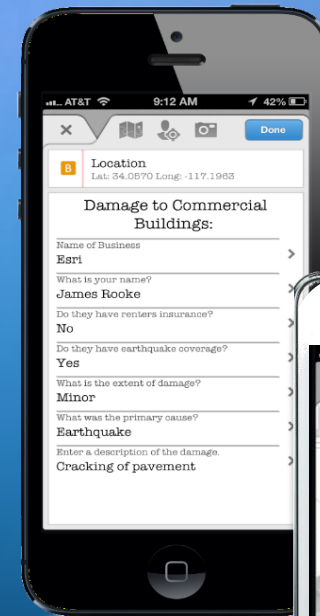 AT&T 9:12 AM 42%
Done
B Location
Lat: 34.0570 Long: -117.1963
Damage to Commercial
Buildings:
Name of Business
Esri
What is your name?
James Rooke
Do they have renters insurance?
No
Do they have earthquake coverage?
Yes
What is the extent of damage?
Minor
What was the primary cause?
Earthquake
Enter a description of the damage.
Cracking of pavement